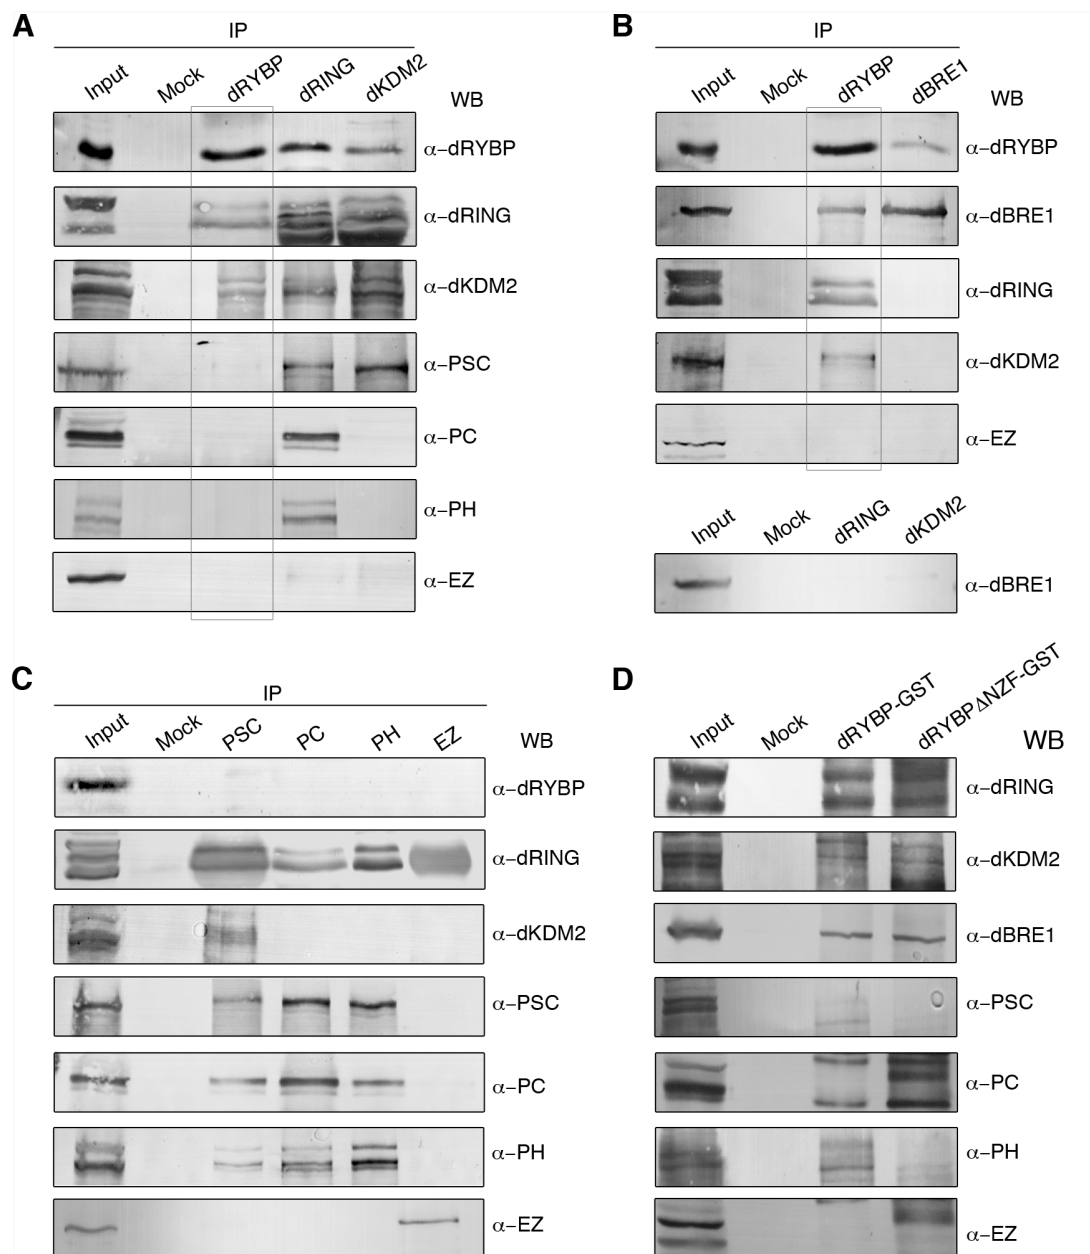 A
IP
Input Mock dRYBP dRING dKDM2
WB
α–dRYBP
α–dRING
α–dKDM2
α–PSC
α–PC
α–PH
α–EZ
B
IP
Input Mock dRYBP dBRE1
WB
α–dRYBP
α–dBRE1
α–dRING
α–dKDM2
α–EZ
Input Mock dRING dKDM2
α–dBRE1
C
IP
Input Mock PSC PC PH EZ
WB
α–dRYBP
α–dRING
α–dKDM2
α–PSC
α–PC
α–PH
α–EZ
D
Input Mock dRYBP-GST dRYBPΔNZF-GST
WB
α–dRING
α–dKDM2
α–dBRE1
α–PSC
α–PC
α–PH
α–EZ